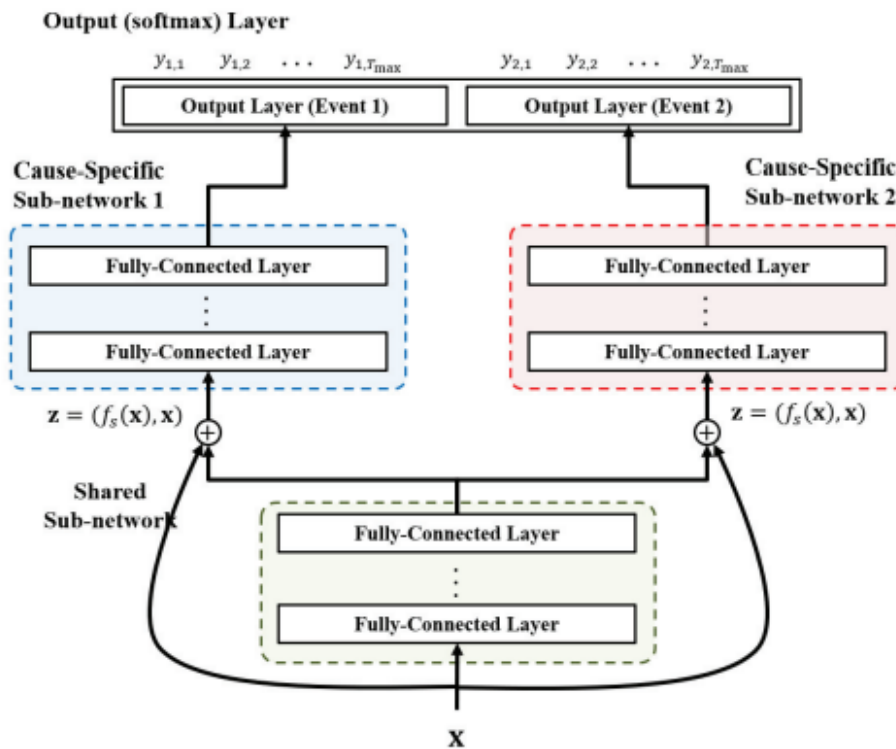 Output (softmax) Layer
y₁,₁ y₁,₂ ... y₁,Tmax y₂,₁ y₂,₂ ... y₂,Tmax
Output Layer (Event 1) Output Layer (Event 2)
Cause-Specific
Sub-network 1
Cause-Specific
Sub-network 2
Fully-Connected Layer
⋮
Fully-Connected Layer
Fully-Connected Layer
⋮
Fully-Connected Layer
z = (fₛ(x), x) z = (fₛ(x), x)
+ +
Shared
Sub-network
Fully-Connected Layer
⋮
Fully-Connected Layer
x